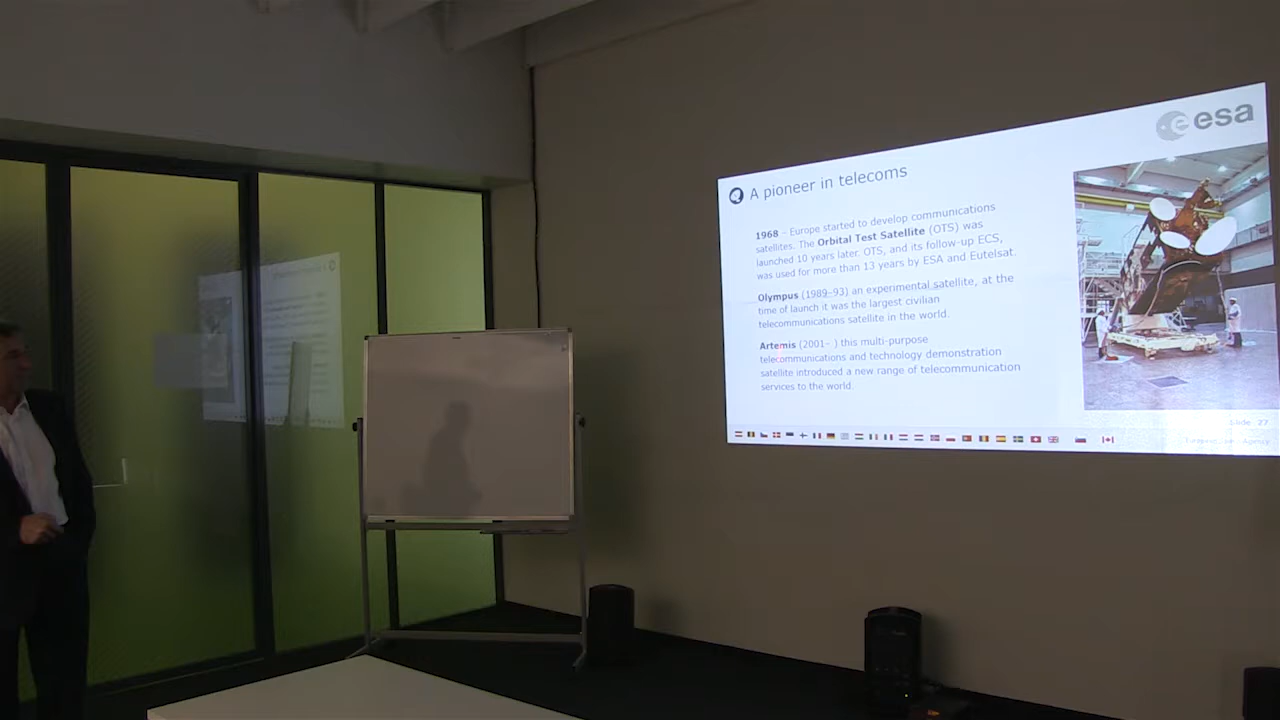 esa
A pioneer in telecoms
1968 – Europe started to develop communications
satellites. The Orbital Test Satellite (OTS) was
launched 10 years later. OTS, and its follow-up ECS,
was used for more than 13 years by ESA and Eutelsat.
Olympus (1989–93) an experimental satellite, at the
time of launch it was the largest civilian
telecommunications satellite in the world.
Artemis (2001– ) this multi-purpose
telecommunications and technology demonstration
satellite introduced a new range of telecommunication
services to the world.
Slide 27
Agency